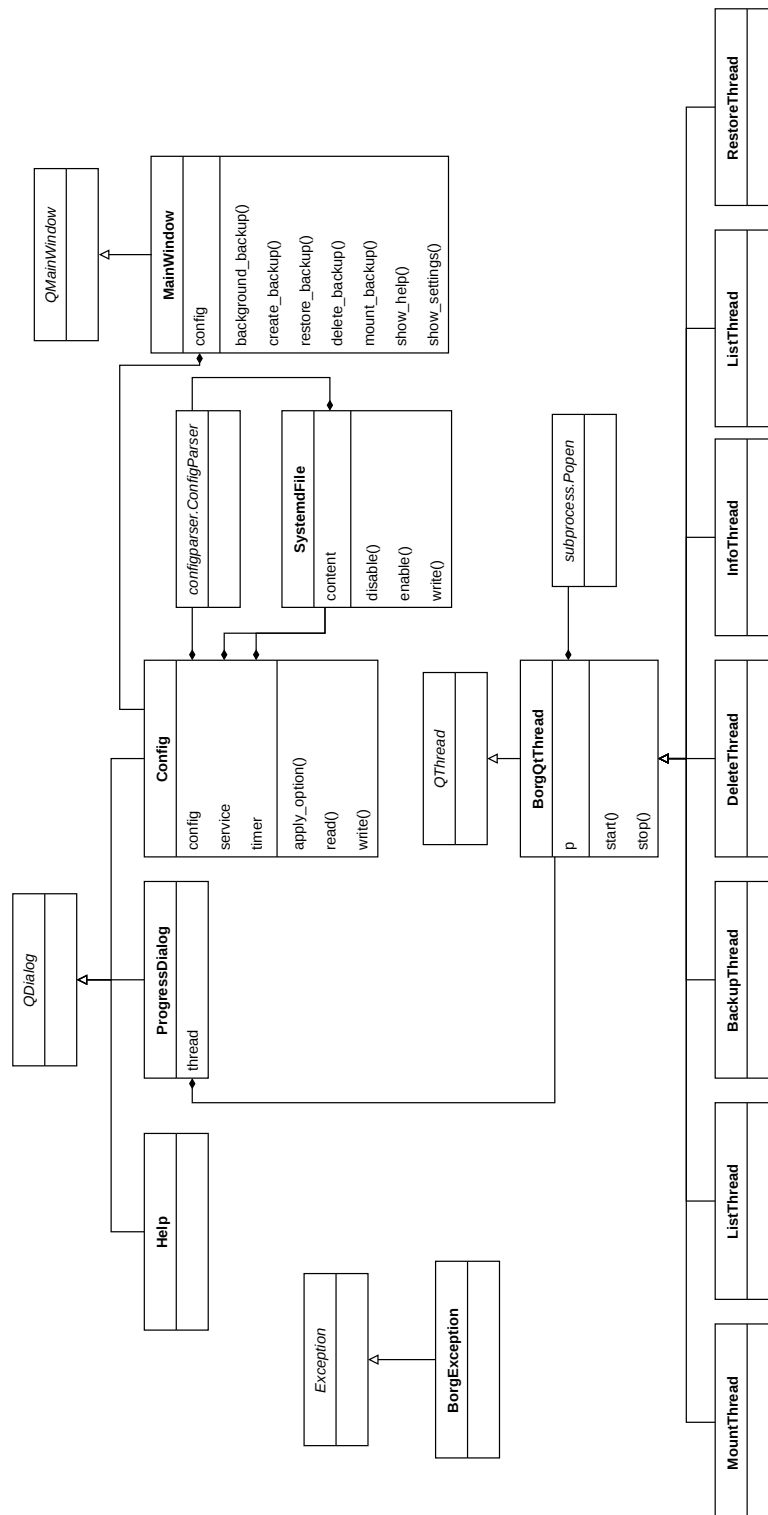 Exception
BorgException
Help
QDialog
ProgressDialog
thread
Config
config
service
timer
apply_option()
read()
write()
configparser.ConfigParser
SystemdFile
content
disable()
enable()
write()
QMainWindow
MainWindow
config
background_backup()
create_backup()
restore_backup()
delete_backup()
mount_backup()
show_help()
show_settings()
QThread
BorgQtThread
p
start()
stop()
subprocess.Popen
MountThread
ListThread
BackupThread
DeleteThread
InfoThread
ListThread
RestoreThread